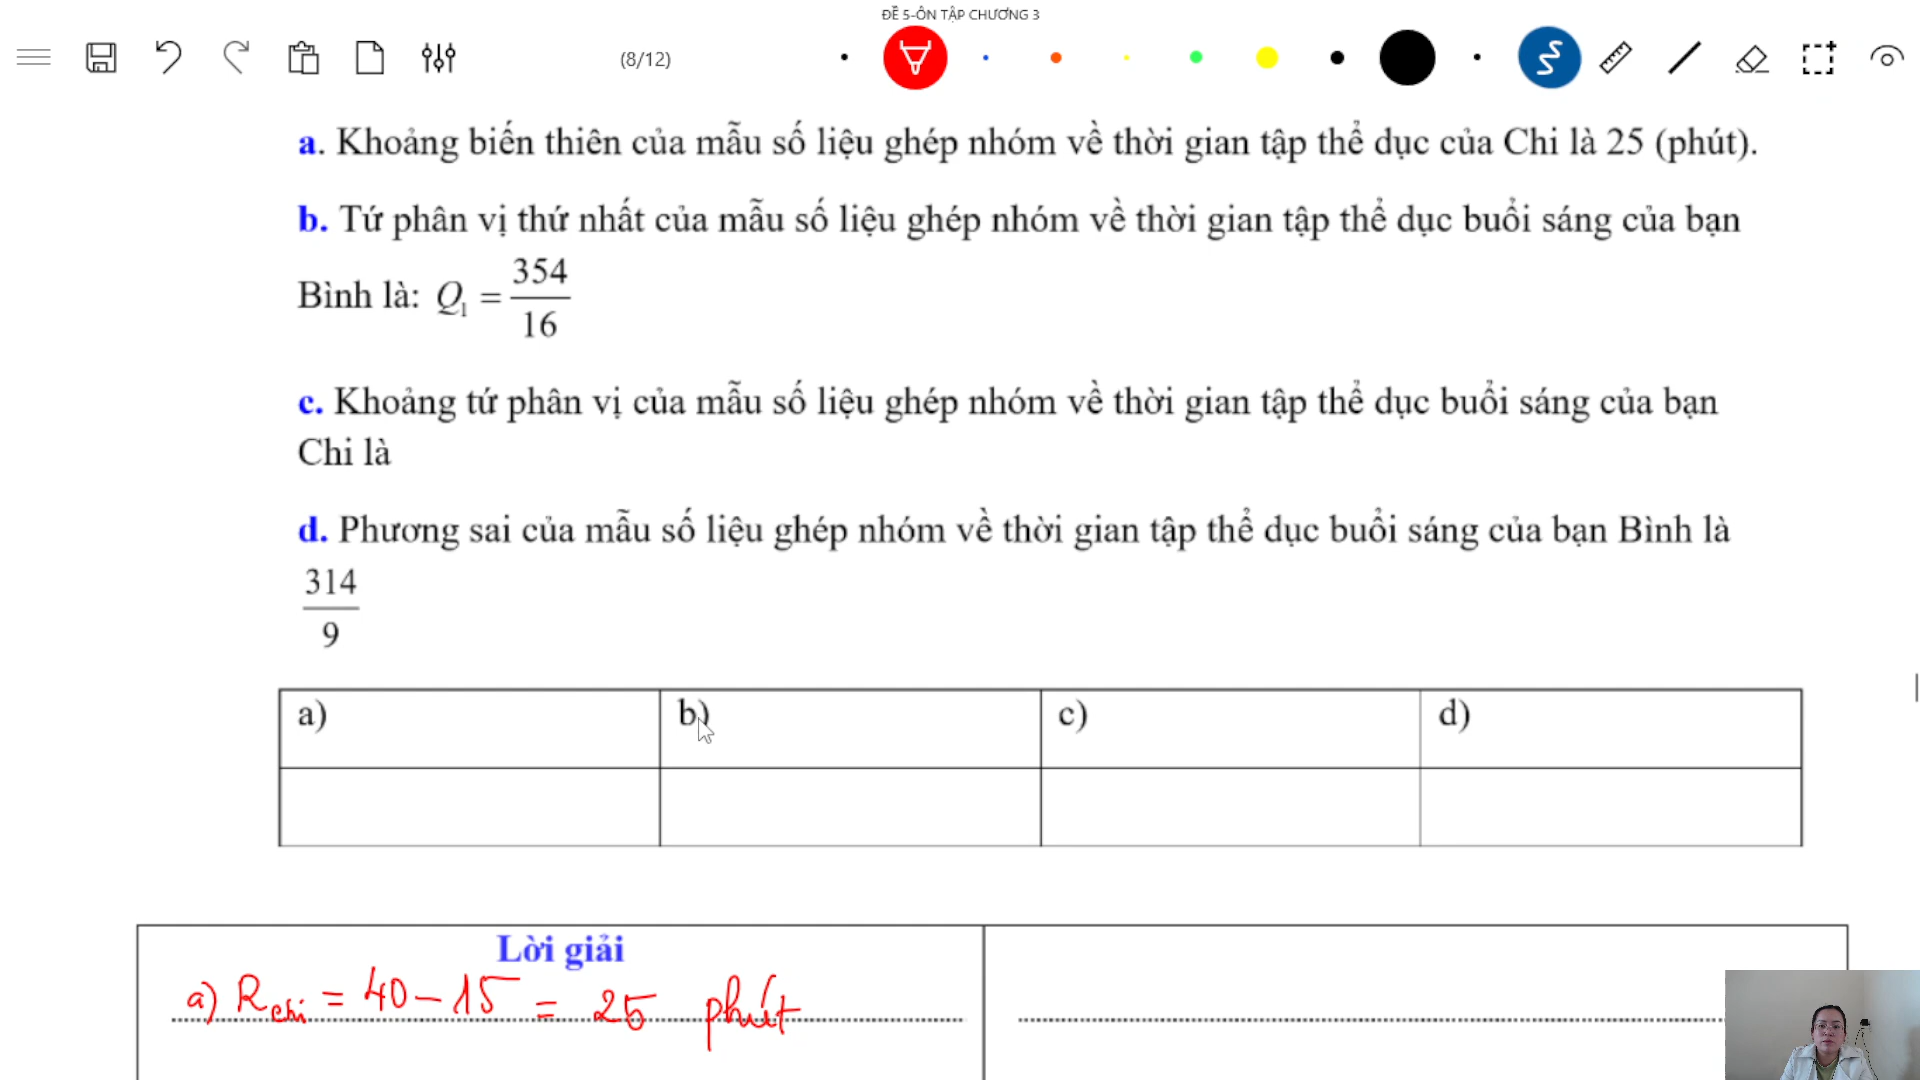 ĐỀ 5-ÔN TẬP CHƯƠNG 3
(8/12)
a. Khoảng biến thiên của mẫu số liệu ghép nhóm về thời gian tập thể dục của Chi là 25 (phút).
b. Tứ phân vị thứ nhất của mẫu số liệu ghép nhóm về thời gian tập thể dục buổi sáng của bạn
Bình là: Q₁ = 354/16
c. Khoảng tứ phân vị của mẫu số liệu ghép nhóm về thời gian tập thể dục buổi sáng của bạn
Chi là
d. Phương sai của mẫu số liệu ghép nhóm về thời gian tập thể dục buổi sáng của bạn Bình là
314/9
a) b) c) d)
Lời giải
a) R chi = 40 - 15 = 25 phút